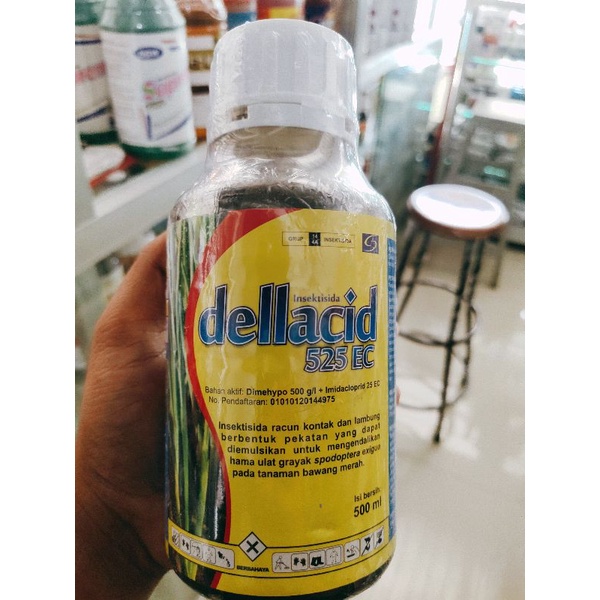 GRUP 14 4A INSEKTISIDA
Insektisida
dellacid
525 EC
Bahan aktif: Dimehypo 500 g/l + Imidacloprid 25 EC
No. Pendaftaran: 01010120144975
Insektisida racun kontak dan lambung
berbentuk pekatan yang dapat
diemulsikan untuk mengendalikan
hama ulat grayak spodoptera exigua
pada tanaman bawang merah.
Isi bersih:
500 ml
BERBAHAYA